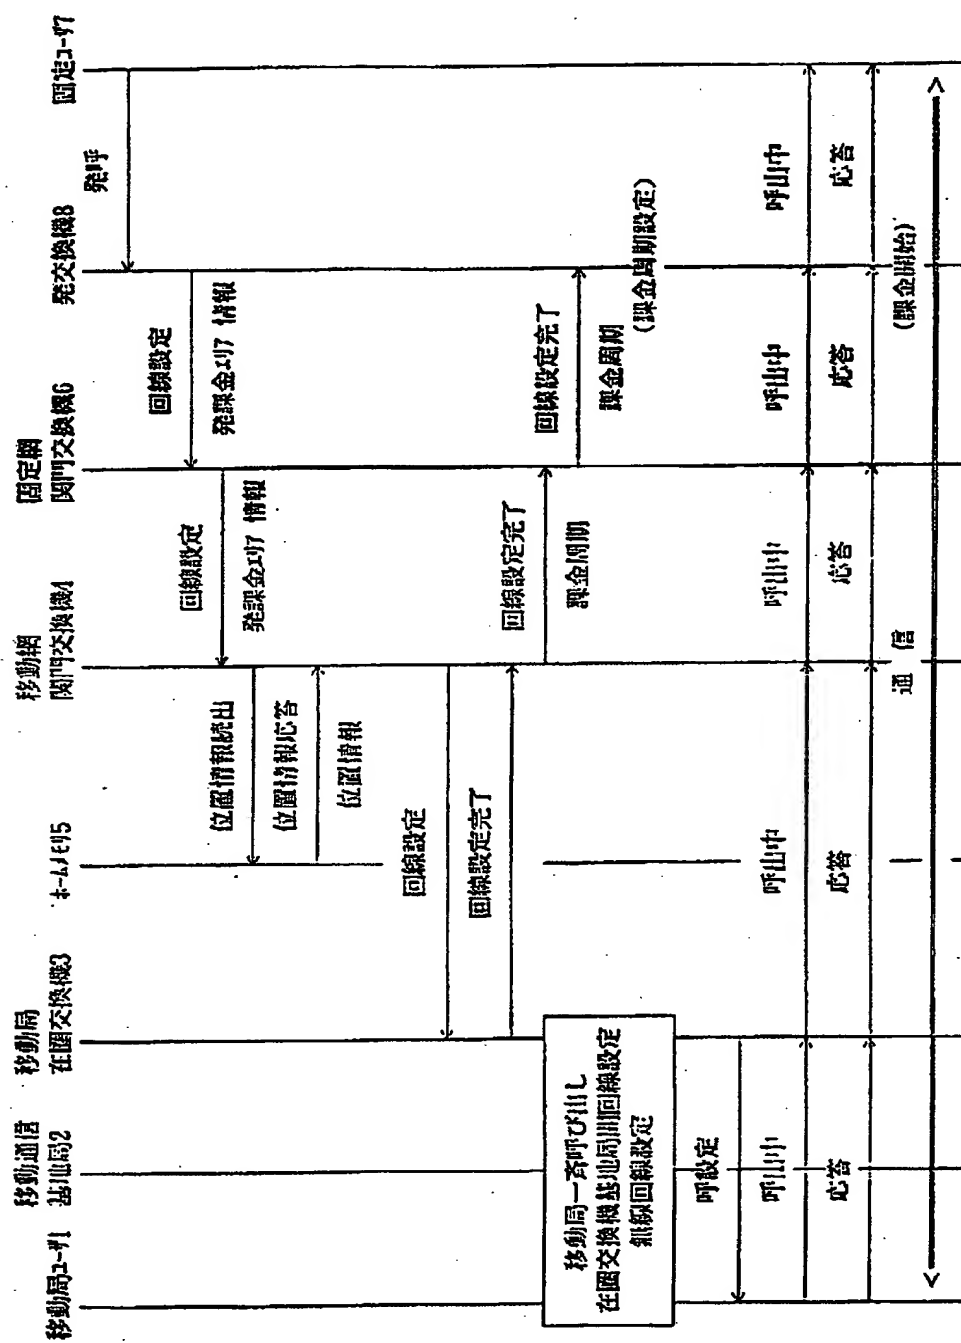 移動局ユーザ1
移動通信
基地局2
移動局
在圏交換機3
ホームメモリ5
移動網
関門交換機4
固定網
関門交換機6
発交換機8
固定ユーザ7
発呼
回線設定
発課金エリア 情報
回線設定
発課金エリア 情報
位置情報読出
位置情報応答
位置情報
回線設定
回線設定完了
回線設定完了
課金周期
回線設定完了
課金周期
(課金周期設定)
移動局一斉呼び出し
在圏交換機基地局間回線設定
無線回線設定
呼設定
呼出中
呼出中
呼出中
呼出中
呼出中
応答
応答
応答
応答
応答
(課金開始)
通信